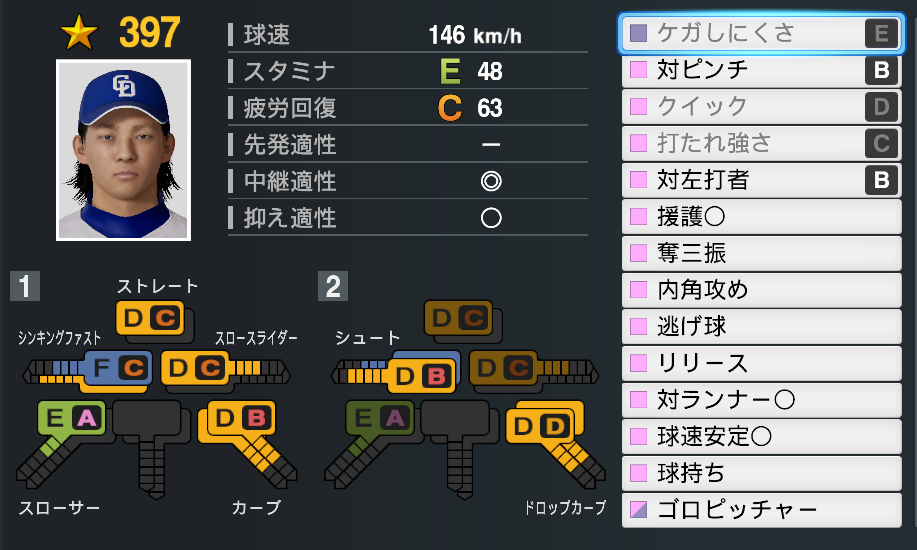 ★ 397
CD
球速 146 km/h
スタミナ E 48
疲労回復 C 63
先発適性 ー
中継適性 ◎
抑え適性 ○
1
ストレート
D C
シンキングファスト
F C
スロースライダー
D C
E A
スローサー
D B
カーブ
2
D C
シュート
D B
D C
E A
D D
ドロップカーブ
ケガしにくさ E
対ピンチ B
クイック D
打たれ強さ C
対左打者 B
援護○
奪三振
内角攻め
逃げ球
リリース
対ランナー○
球速安定○
球持ち
ゴロピッチャー